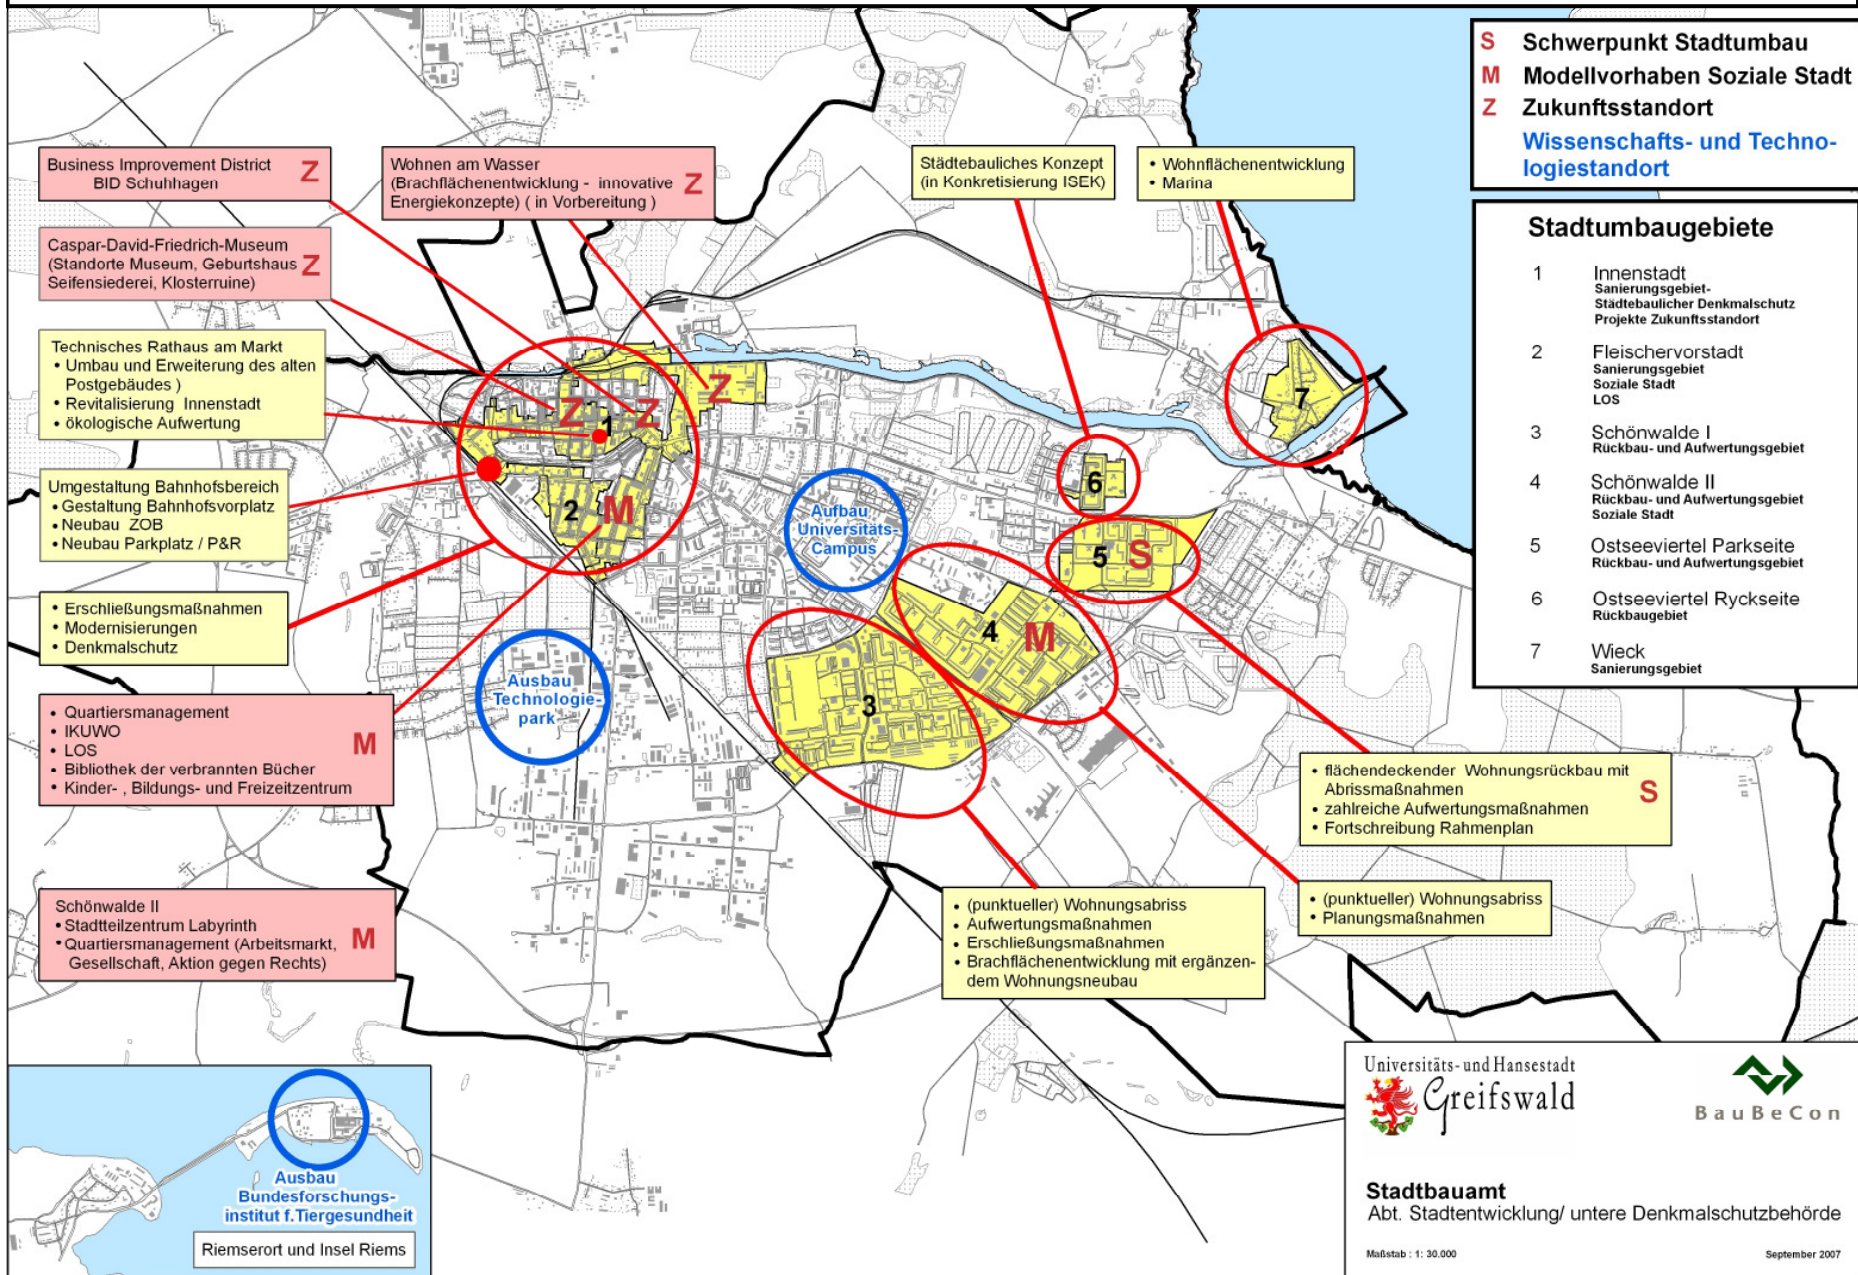 S Schwerpunkt Stadtumbau
M Modellvorhaben Soziale Stadt
Z Zukunftsstandort
Wissenschafts- und Techno-
logiestandort
Business Improvement District
BID Schuhhagen
Z
Wohnen am Wasser
(Brachflächenentwicklung - innovative
Energiekonzepte) ( in Vorbereitung )
Z
Städtebauliches Konzept
(in Konkretisierung ISEK)
• Wohnflächenentwicklung
• Marina
Caspar-David-Friedrich-Museum
(Standorte Museum, Geburtshaus
Seifensiederei, Klosterruine)
Z
Technisches Rathaus am Markt
• Umbau und Erweiterung des alten
Postgebäudes )
• Revitalisierung Innenstadt
• ökologische Aufwertung
Umgestaltung Bahnhofsbereich
• Gestaltung Bahnhofsvorplatz
• Neubau ZOB
• Neubau Parkplatz / P&R
• Erschließungsmaßnahmen
• Modernisierungen
• Denkmalschutz
• Quartiersmanagement
• IKUWO
• LOS
• Bibliothek der verbrannten Bücher
• Kinder- , Bildungs- und Freizeitzentrum
M
Schönwalde II
• Stadtteilzentrum Labyrinth
• Quartiersmanagement (Arbeitsmarkt,
Gesellschaft, Aktion gegen Rechts)
M
Z
Z
Z
1
2
M
7
6
5
S
4
M
3
Aufbau
Universitäts-
Campus
Ausbau
Technologie-
park
Stadtumbaugebiete
1 Innenstadt
Sanierungsgebiet-
Städtebaulicher Denkmalschutz
Projekte Zukunftsstandort
2 Fleischervorstadt
Sanierungsgebiet
Soziale Stadt
LOS
3 Schönwalde I
Rückbau- und Aufwertungsgebiet
4 Schönwalde II
Rückbau- und Aufwertungsgebiet
Soziale Stadt
5 Ostseeviertel Parkseite
Rückbau- und Aufwertungsgebiet
6 Ostseeviertel Ryckseite
Rückbaugebiet
7 Wieck
Sanierungsgebiet
• flächendeckender Wohnungsrückbau mit
Abrissmaßnahmen
• zahlreiche Aufwertungsmaßnahmen
• Fortschreibung Rahmenplan
S
• (punktueller) Wohnungsabriss
• Aufwertungsmaßnahmen
• Erschließungsmaßnahmen
• Brachflächenentwicklung mit ergänzen-
dem Wohnungsneubau
• (punktueller) Wohnungsabriss
• Planungsmaßnahmen
Ausbau
Bundesforschungs-
institut f.Tiergesundheit
Riemserort und Insel Riems
Universitäts- und Hansestadt
Greifswald
BauBeCon
Stadtbauamt
Abt. Stadtentwicklung/ untere Denkmalschutzbehörde
Maßstab : 1: 30.000
September 2007